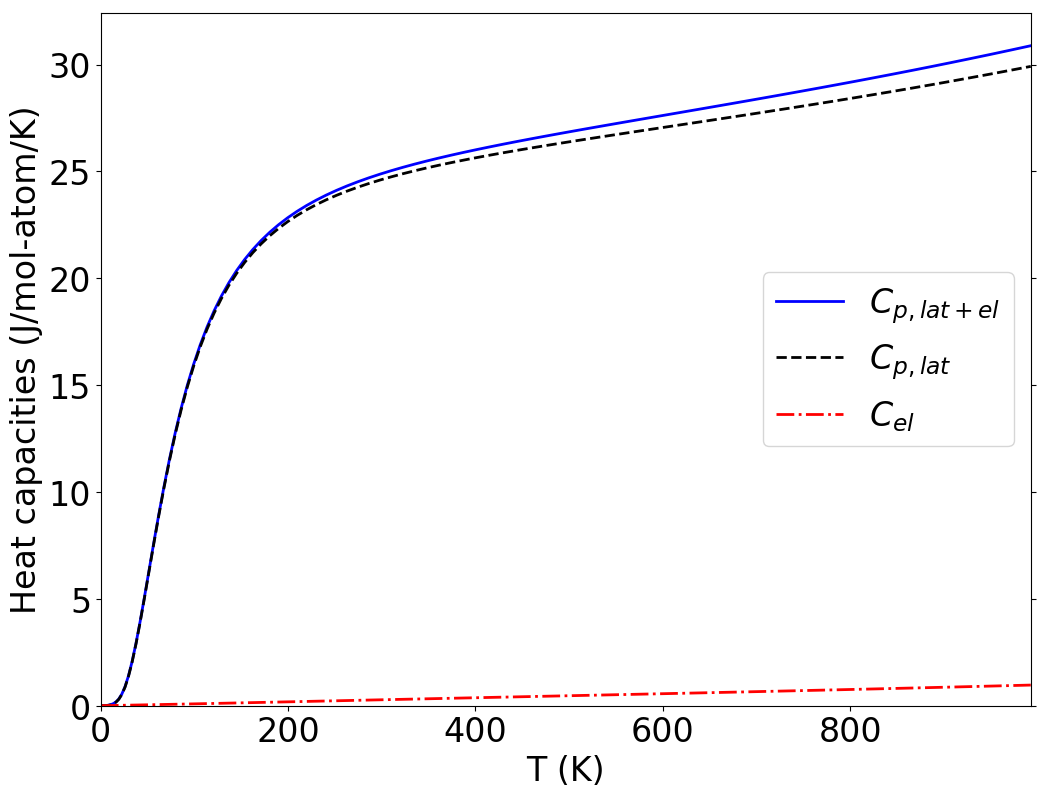 Heat capacities (J/mol-atom/K)
30
25
20
15
10
5
0
C_{p, lat + el}
C_{p, lat}
C_{el}
0 200 400 600 800
T (K)